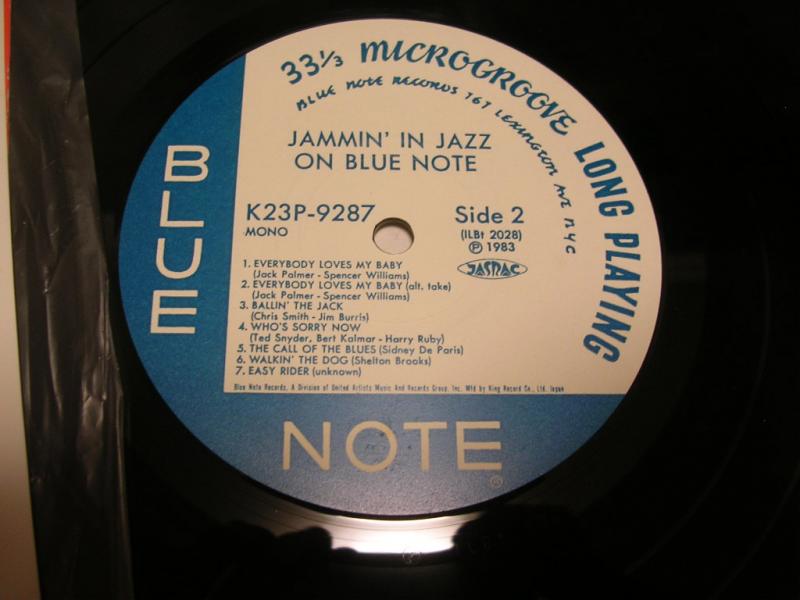 33⅓ MICROGROOVE LONG PLAYING
BLUE NOTE RECORDS 767 LEXINGTON AVE NYC
JAMMIN' IN JAZZ
ON BLUE NOTE
BLUE
K23P-9287
MONO
Side 2
(ILBt 2028)
Ⓟ 1983
JASRAC
1. EVERYBODY LOVES MY BABY
(Jack Palmer - Spencer Williams)
2. EVERYBODY LOVES MY BABY (alt. take)
(Jack Palmer - Spencer Williams)
3. BALLIN' THE JACK
(Chris Smith - Jim Burris)
4. WHO'S SORRY NOW
(Ted Snyder, Bert Kalmar - Harry Ruby)
5. THE CALL OF THE BLUES (Sidney De Paris)
6. WALKIN' THE DOG (Shelton Brooks)
7. EASY RIDER (unknown)
Blue Note Records, A Division of United Artists Music And Records Group, Inc. Mfd by King Record Co., Ltd. Japan
NOTE
®